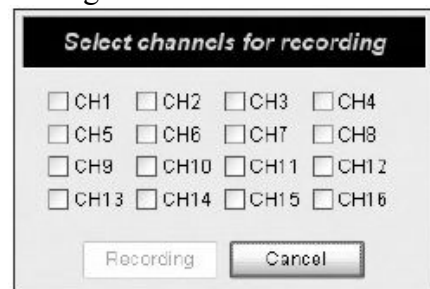 Select channels for recording
CH1 CH2 CH3 CH4
CH5 CH6 CH7 CH8
CH9 CH10 CH11 CH12
CH13 CH14 CH15 CH16
Recording Cancel